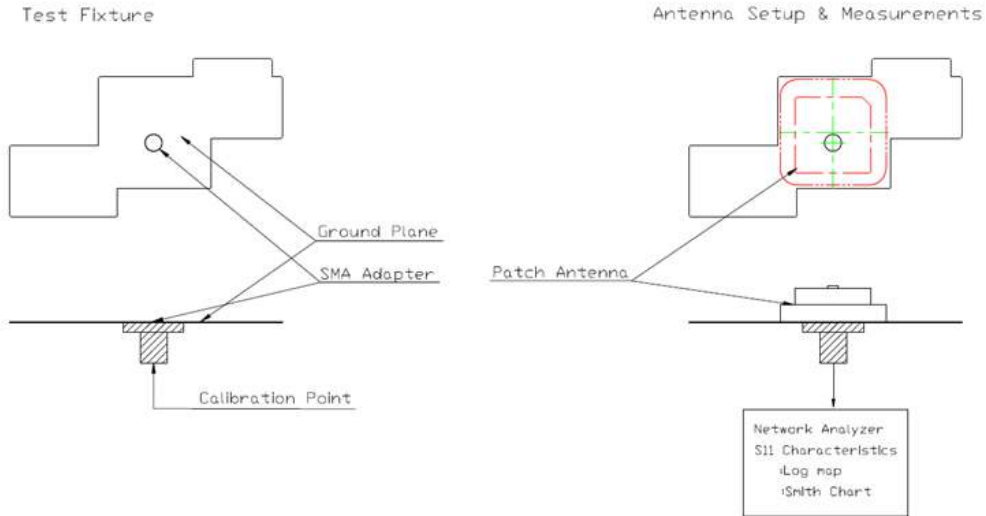 Test Fixture
Antenna Setup & Measurements
Ground Plane
SMA Adapter
Patch Antenna
Calibration Point
Network Analyzer
S11 Characteristics
:Log map
:Smith Chart